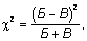 χ² = (Б - B)² / (Б + B),